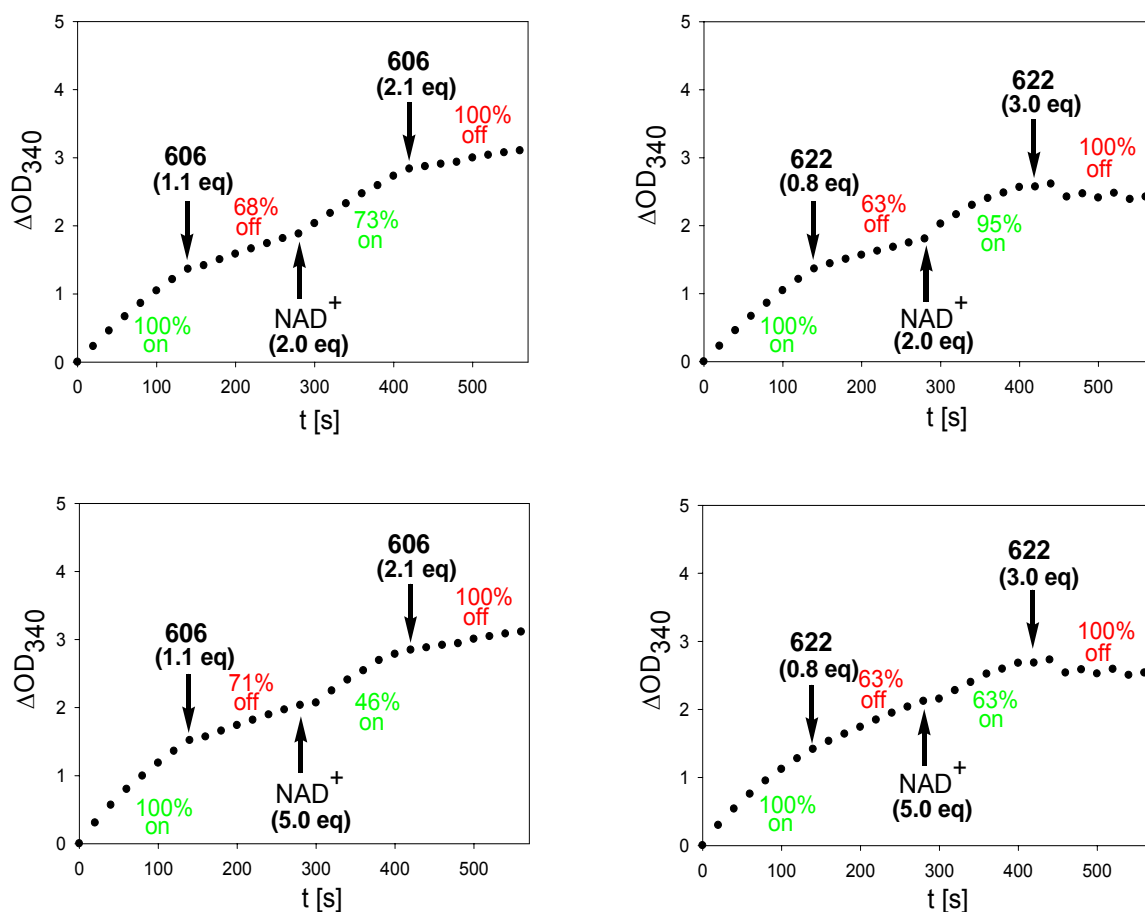 5
4
3
2
1
0
ΔOD340
606
(2.1 eq)
100%
off
606
(1.1 eq)
68%
off
73%
on
100%
on
NAD+
(2.0 eq)
0 100 200 300 400 500
t [s]
5
4
3
2
1
0
ΔOD340
622
(3.0 eq)
100%
off
622
(0.8 eq)
63%
off
95%
on
100%
on
NAD+
(2.0 eq)
0 100 200 300 400 500
t [s]
5
4
3
2
1
0
ΔOD340
606
(2.1 eq)
100%
off
606
(1.1 eq)
71%
off
46%
on
100%
on
NAD+
(5.0 eq)
0 100 200 300 400 500
t [s]
5
4
3
2
1
0
ΔOD340
622
(3.0 eq)
100%
off
622
(0.8 eq)
63%
off
63%
on
100%
on
NAD+
(5.0 eq)
0 100 200 300 400 500
t [s]